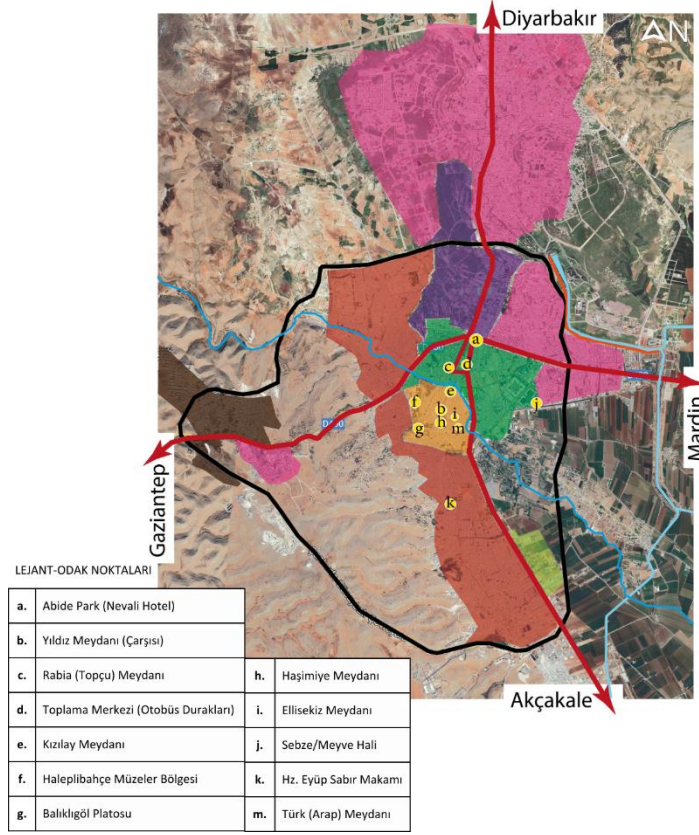 Diyarbakır
N
a
c
d
e
f
b
i
h
g
m
j
k
Mardin
Gaziantep
Akçakale
LEJANT-ODAK NOKTALARI
a. Abide Park (Nevali Hotel)
b. Yıldız Meydanı (Çarşısı)
c. Rabia (Topçu) Meydanı
d. Toplama Merkezi (Otobüs Durakları)
e. Kızılay Meydanı
f. Haleplibahçe Müzeler Bölgesi
g. Balıklıgöl Platosu
h. Haşimiye Meydanı
i. Ellisekiz Meydanı
j. Sebze/Meyve Hali
k. Hz. Eyüp Sabır Makamı
m. Türk (Arap) Meydanı